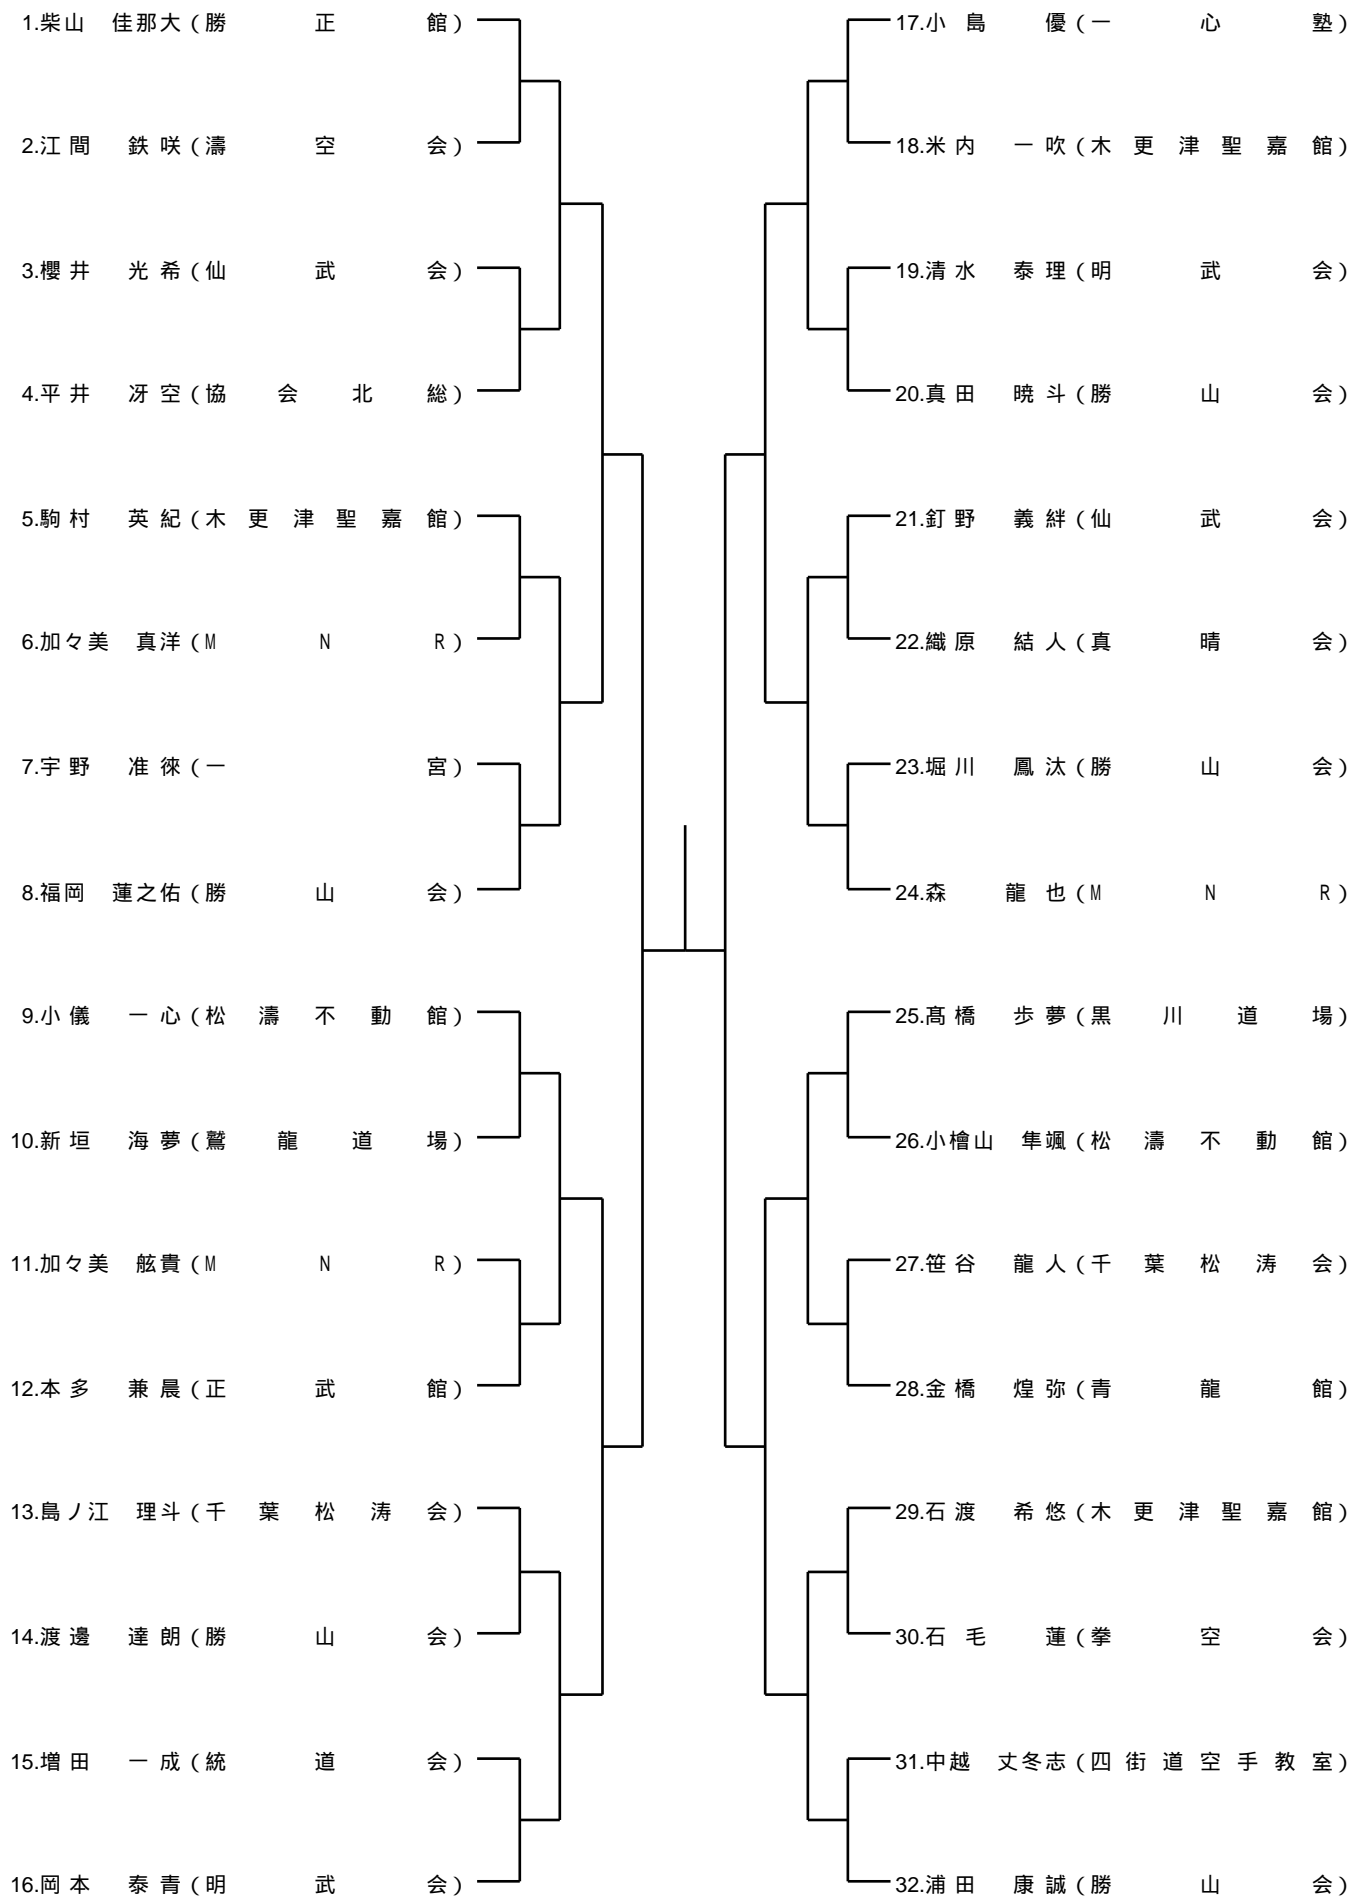 1.柴山 佳那大(勝正館)
2.江間 鉄咲(濤空会)
3.櫻井 光希(仙武会)
4.平井 冴空(協会北総)
5.駒村 英紀(木更津聖嘉館)
6.加々美 真洋(MNR)
7.宇野 准徠(一宮)
8.福岡 蓮之佑(勝山会)
9.小儀 一心(松濤不動館)
10.新垣 海夢(鷲龍道場)
11.加々美 舷貴(MNR)
12.本多 兼晨(正武館)
13.島ノ江 理斗(千葉松涛会)
14.渡邊 達朗(勝山会)
15.増田 一成(統道会)
16.岡本 泰青(明武会)
17.小島 優(一心塾)
18.米内 一吹(木更津聖嘉館)
19.清水 泰理(明武会)
20.真田 暁斗(勝山会)
21.釘野 義絆(仙武会)
22.織原 結人(真晴会)
23.堀川 鳳汰(勝山会)
24.森 龍也(MNR)
25.髙橋 歩夢(黒川道場)
26.小檜山 隼颯(松濤不動館)
27.笹谷 龍人(千葉松涛会)
28.金橋 煌弥(青龍館)
29.石渡 希悠(木更津聖嘉館)
30.石毛 蓮(拳空会)
31.中越 丈冬志(四街道空手教室)
32.浦田 康誠(勝山会)